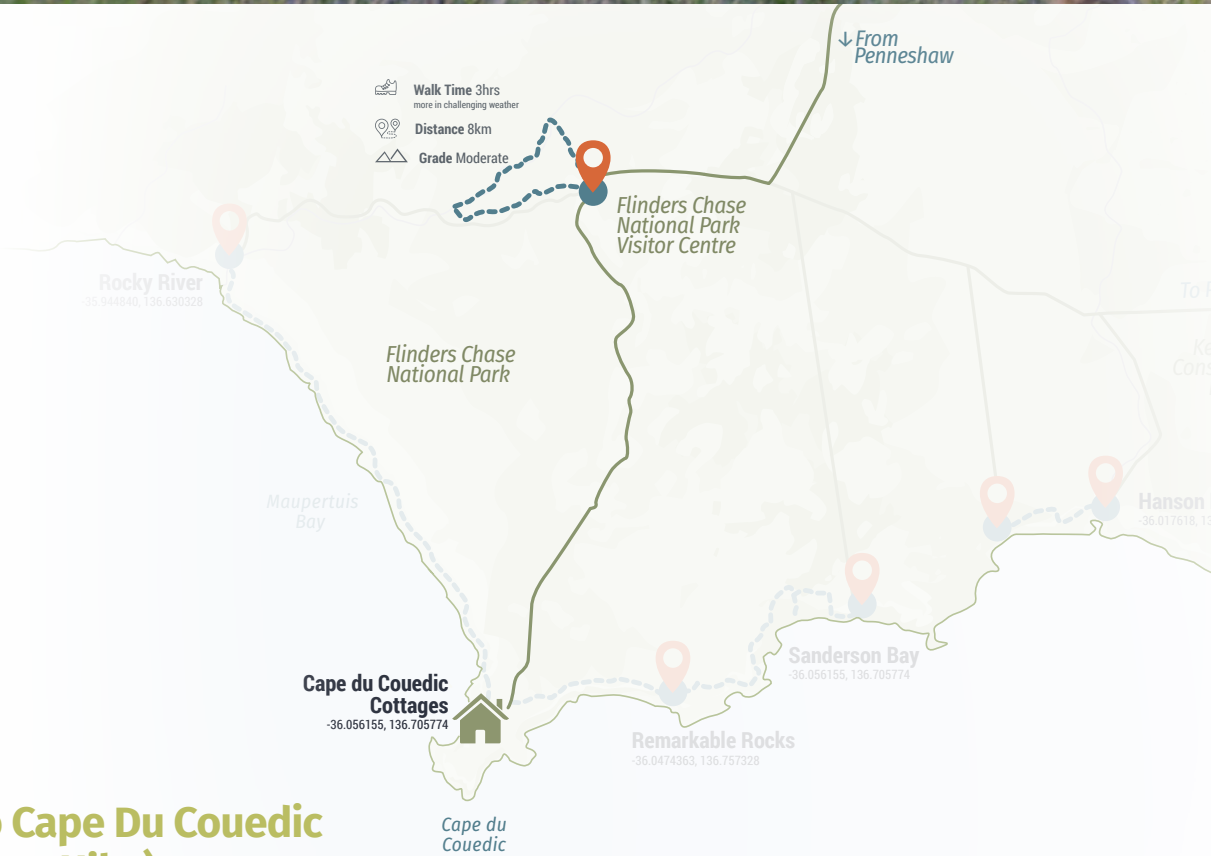 ↓ From
Penneshaw
Walk Time 3hrs
more in challenging weather
Distance 8km
Grade Moderate
Flinders Chase
National Park
Visitor Centre
Rocky River
-35.944840, 136.630328
To
Flinders Chase
National Park
Maupertuis
Bay
Hanson
-36.017618, 13
Sanderson Bay
-36.056155, 136.705774
Cape du Couedic
Cottages
-36.056155, 136.705774
Remarkable Rocks
-36.0474363, 136.757328
Cape Du Couedic
Cape du
Couedic